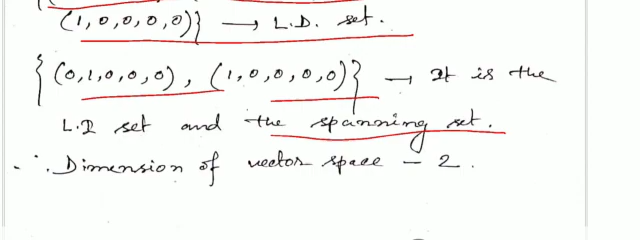 (1,0,0,0,0)} → L.D. set.
{(0,1,0,0,0), (1,0,0,0,0)} → It is the
L.I set and the spanning set.
∴ Dimension of vector space - 2.